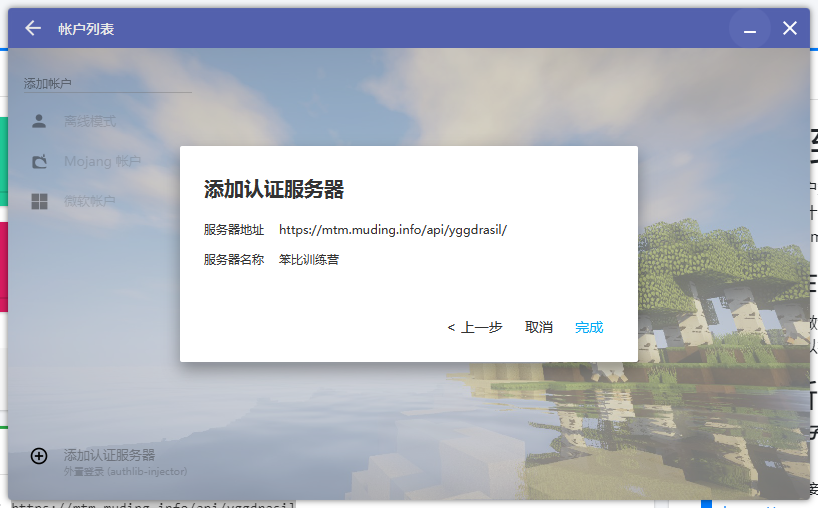 帐户列表
添加帐户
离线模式
Mojang 帐户
微软帐户
添加认证服务器
服务器地址 https://mtm.muding.info/api/yggdrasil/
服务器名称 笨比训练营
< 上一步 取消 完成
添加认证服务器
外置登录 (authlib-injector)
https://mtm.muding.info/api/yggdrasil